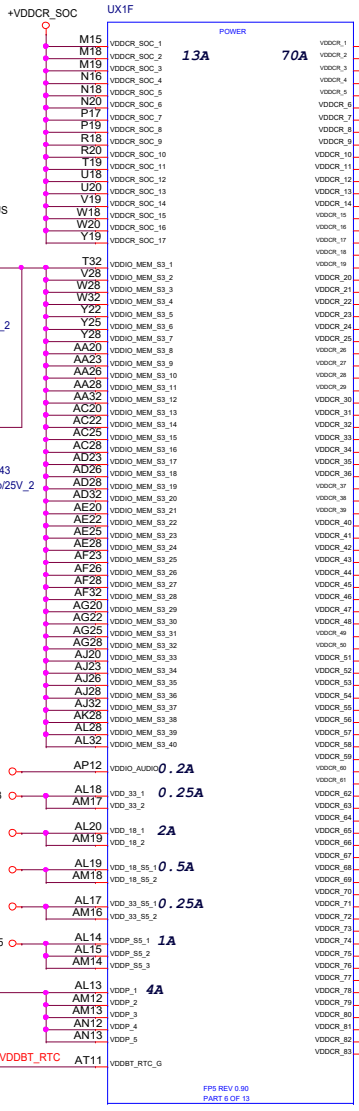 +VDDCR_SOC
UX1F
POWER
M15 VDDCR_SOC_1 VDDCR_1
M18 VDDCR_SOC_2 13A 70A VDDCR_2
M19 VDDCR_SOC_3 VDDCR_3
N16 VDDCR_SOC_4 VDDCR_4
N18 VDDCR_SOC_5 VDDCR_5
N20 VDDCR_SOC_6 VDDCR_6
P17 VDDCR_SOC_7 VDDCR_7
P19 VDDCR_SOC_8 VDDCR_8
R18 VDDCR_SOC_9 VDDCR_9
R20 VDDCR_SOC_10 VDDCR_10
T19 VDDCR_SOC_11 VDDCR_11
U18 VDDCR_SOC_12 VDDCR_12
U20 VDDCR_SOC_13 VDDCR_13
V19 VDDCR_SOC_14 VDDCR_14
W18 VDDCR_SOC_15 VDDCR_15
W20 VDDCR_SOC_16 VDDCR_16
Y19 VDDCR_SOC_17 VDDCR_17
VDDCR_18
T32 VDDIO_MEM_S3_1 VDDCR_19
V28 VDDIO_MEM_S3_2 VDDCR_20
W28 VDDIO_MEM_S3_3 VDDCR_21
W32 VDDIO_MEM_S3_4 VDDCR_22
Y22 VDDIO_MEM_S3_5 VDDCR_23
Y25 VDDIO_MEM_S3_6 VDDCR_24
Y28 VDDIO_MEM_S3_7 VDDCR_25
AA20 VDDIO_MEM_S3_8 VDDCR_26
AA23 VDDIO_MEM_S3_9 VDDCR_27
AA26 VDDIO_MEM_S3_10 VDDCR_28
AA28 VDDIO_MEM_S3_11 VDDCR_29
AA32 VDDIO_MEM_S3_12 VDDCR_30
AC20 VDDIO_MEM_S3_13 VDDCR_31
AC22 VDDIO_MEM_S3_14 VDDCR_32
AC25 VDDIO_MEM_S3_15 VDDCR_33
AC28 VDDIO_MEM_S3_16 VDDCR_34
AD23 VDDIO_MEM_S3_17 VDDCR_35
AD26 VDDIO_MEM_S3_18 VDDCR_36
AD28 VDDIO_MEM_S3_19 VDDCR_37
AD32 VDDIO_MEM_S3_20 VDDCR_38
AE20 VDDIO_MEM_S3_21 VDDCR_39
AE22 VDDIO_MEM_S3_22 VDDCR_40
AE25 VDDIO_MEM_S3_23 VDDCR_41
AE28 VDDIO_MEM_S3_24 VDDCR_42
AF23 VDDIO_MEM_S3_25 VDDCR_43
AF26 VDDIO_MEM_S3_26 VDDCR_44
AF28 VDDIO_MEM_S3_27 VDDCR_45
AF32 VDDIO_MEM_S3_28 VDDCR_46
AG20 VDDIO_MEM_S3_29 VDDCR_47
AG22 VDDIO_MEM_S3_30 VDDCR_48
AG25 VDDIO_MEM_S3_31 VDDCR_49
AG28 VDDIO_MEM_S3_32 VDDCR_50
AJ20 VDDIO_MEM_S3_33 VDDCR_51
AJ23 VDDIO_MEM_S3_34 VDDCR_52
AJ26 VDDIO_MEM_S3_35 VDDCR_53
AJ28 VDDIO_MEM_S3_36 VDDCR_54
AJ32 VDDIO_MEM_S3_37 VDDCR_55
AK28 VDDIO_MEM_S3_38 VDDCR_56
AL28 VDDIO_MEM_S3_39 VDDCR_57
AL32 VDDIO_MEM_S3_40 VDDCR_58
VDDCR_59
AP12 VDDIO_AUDIO 0.2A VDDCR_60
VDDCR_61
AL18 VDD_33_1 0.25A VDDCR_62
AM17 VDD_33_2 VDDCR_63
VDDCR_64
AL20 VDD_18_1 2A VDDCR_65
AM19 VDD_18_2 VDDCR_66
VDDCR_67
AL19 VDD_18_S5_1 0.5A VDDCR_68
AM18 VDD_18_S5_2 VDDCR_69
VDDCR_70
AL17 VDD_33_S5_1 0.25A VDDCR_71
AM16 VDD_33_S5_2 VDDCR_72
VDDCR_73
AL14 VDDP_S5_1 1A VDDCR_74
AL15 VDDP_S5_2 VDDCR_75
AM14 VDDP_S5_3 VDDCR_76
VDDCR_77
AL13 VDDP_1 4A VDDCR_78
AM12 VDDP_2 VDDCR_79
AM13 VDDP_3 VDDCR_80
AN12 VDDP_4 VDDCR_81
AN13 VDDP_5 VDDCR_82
VDDCR_83
VDDBT_RTC AT11 VDDBT_RTC_G
FP5 REV 0.90
PART 6 OF 13